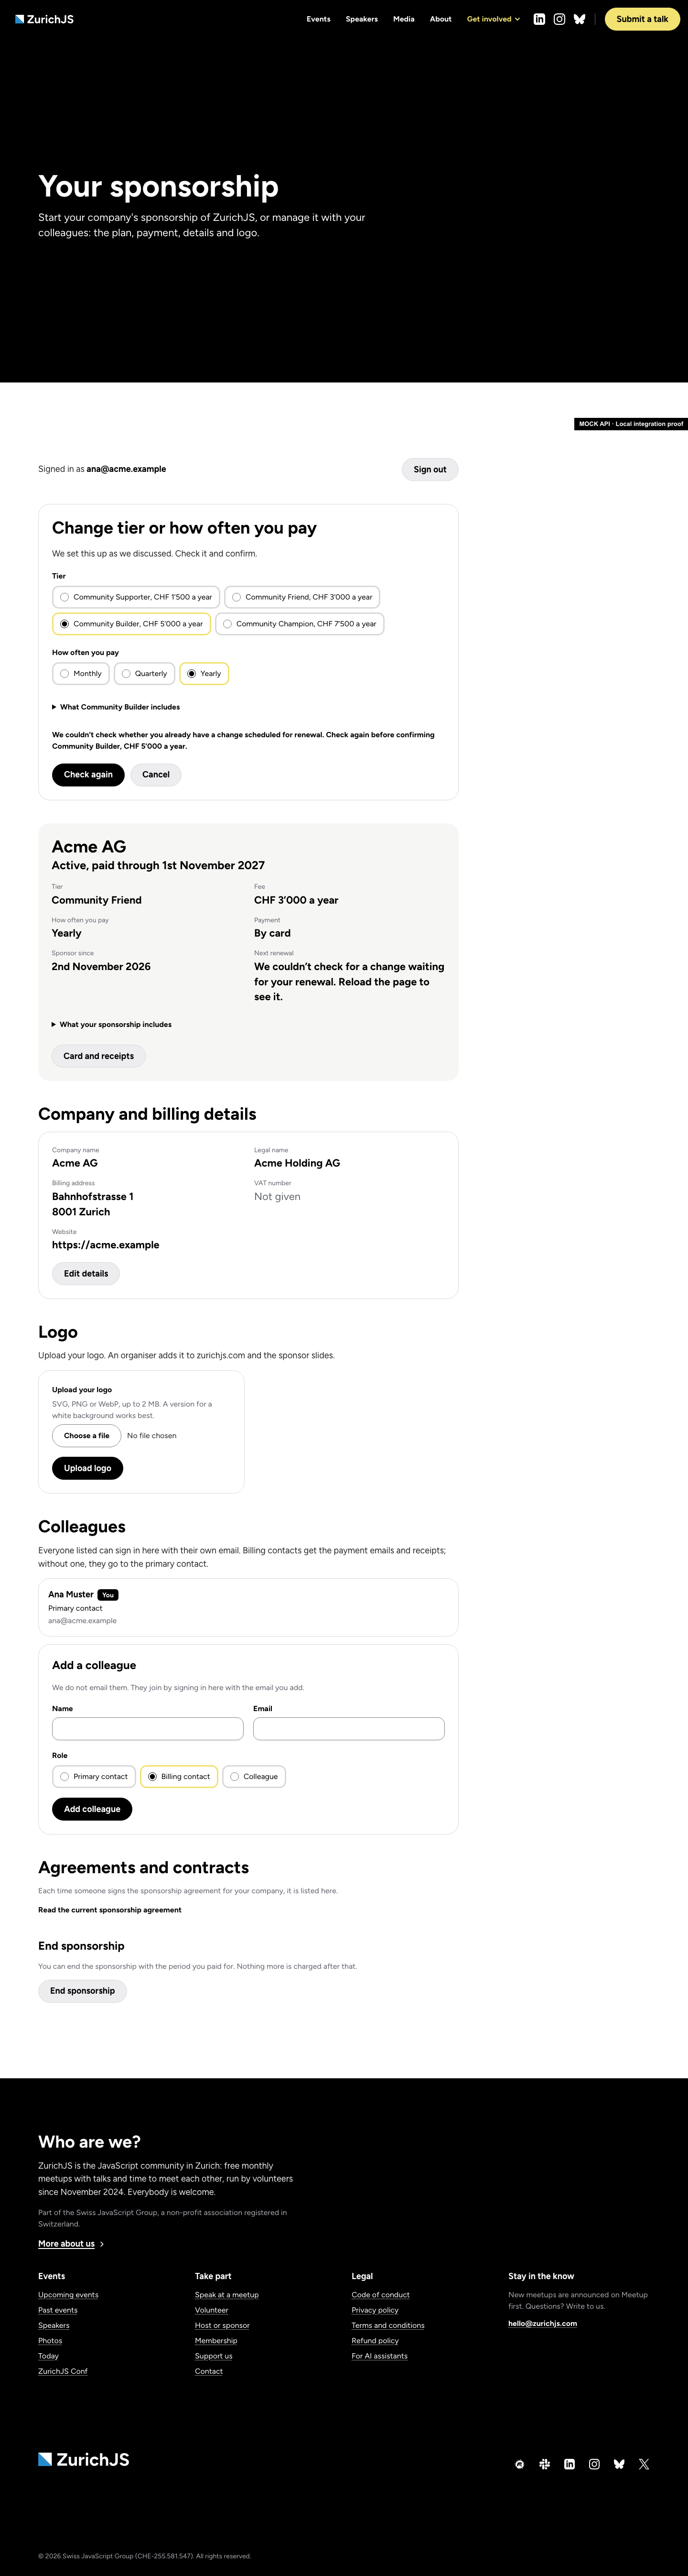 ZurichJS
Events Speakers Media About Get involved Submit a talk
Your sponsorship
Start your company's sponsorship of ZurichJS, or manage it with your
colleagues: the plan, payment, details and logo.
MOCK API · Local integration proof
Signed in as ana@acme.example
Sign out
Change tier or how often you pay
We set this up as we discussed. Check it and confirm.
Tier
Community Supporter, CHF 1'500 a year Community Friend, CHF 3'000 a year
Community Builder, CHF 5'000 a year Community Champion, CHF 7'500 a year
How often you pay
Monthly Quarterly Yearly
What Community Builder includes
We couldn't check whether you already have a change scheduled for renewal. Check again before confirming
Community Builder, CHF 5'000 a year.
Check again Cancel
Acme AG
Active, paid through 1st November 2027
Tier Fee
Community Friend CHF 3’000 a year
How often you pay Payment
Yearly By card
Sponsor since Next renewal
2nd November 2026 We couldn’t check for a change waiting
for your renewal. Reload the page to
see it.
What your sponsorship includes
Card and receipts
Company and billing details
Company name Legal name
Acme AG Acme Holding AG
Billing address VAT number
Bahnhofstrasse 1 Not given
8001 Zurich
Website
https://acme.example
Edit details
Logo
Upload your logo. An organiser adds it to zurichjs.com and the sponsor slides.
Upload your logo
SVG, PNG or WebP, up to 2 MB. A version for a
white background works best.
Choose a file No file chosen
Upload logo
Colleagues
Everyone listed can sign in here with their own email. Billing contacts get the payment emails and receipts;
without one, they go to the primary contact.
Ana Muster You
Primary contact
ana@acme.example
Add a colleague
We do not email them. They join by signing in here with the email you add.
Name Email
Role
Primary contact Billing contact Colleague
Add colleague
Agreements and contracts
Each time someone signs the sponsorship agreement for your company, it is listed here.
Read the current sponsorship agreement
End sponsorship
You can end the sponsorship with the period you paid for. Nothing more is charged after that.
End sponsorship
Who are we?
ZurichJS is the JavaScript community in Zurich: free monthly
meetups with talks and time to meet each other, run by volunteers
since November 2024. Everybody is welcome.
Part of the Swiss JavaScript Group, a non-profit association registered in
Switzerland.
More about us
Events Take part Legal Stay in the know
Upcoming events Speak at a meetup Code of conduct New meetups are announced on Meetup
Past events Volunteer Privacy policy first. Questions? Write to us.
Speakers Host or sponsor Terms and conditions hello@zurichjs.com
Photos Membership Refund policy
Today Support us For AI assistants
ZurichJS Conf Contact
ZurichJS
© 2026 Swiss JavaScript Group (CHE-255.581.547). All rights reserved.